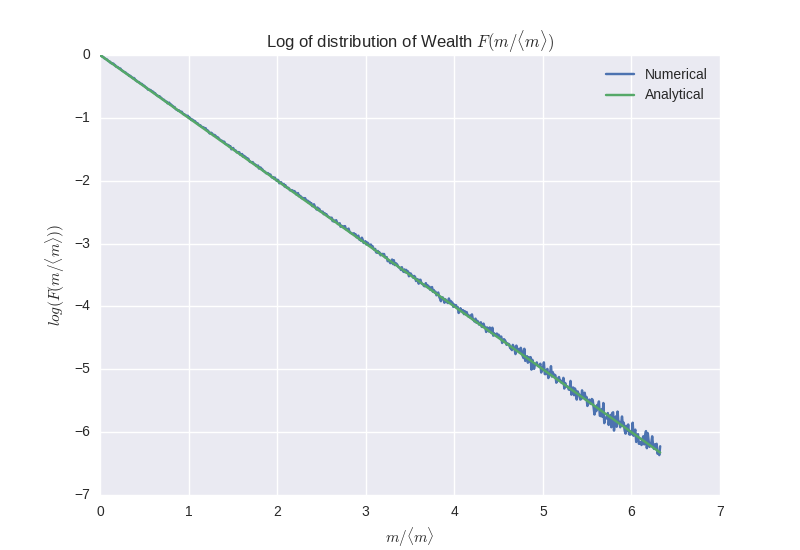 Log of distribution of Wealth F(m/⟨m⟩)
0
−1
−2
−3
−4
−5
−6
−7
log(F(m/⟨m⟩))
Numerical
Analytical
0 1 2 3 4 5 6 7
m/⟨m⟩